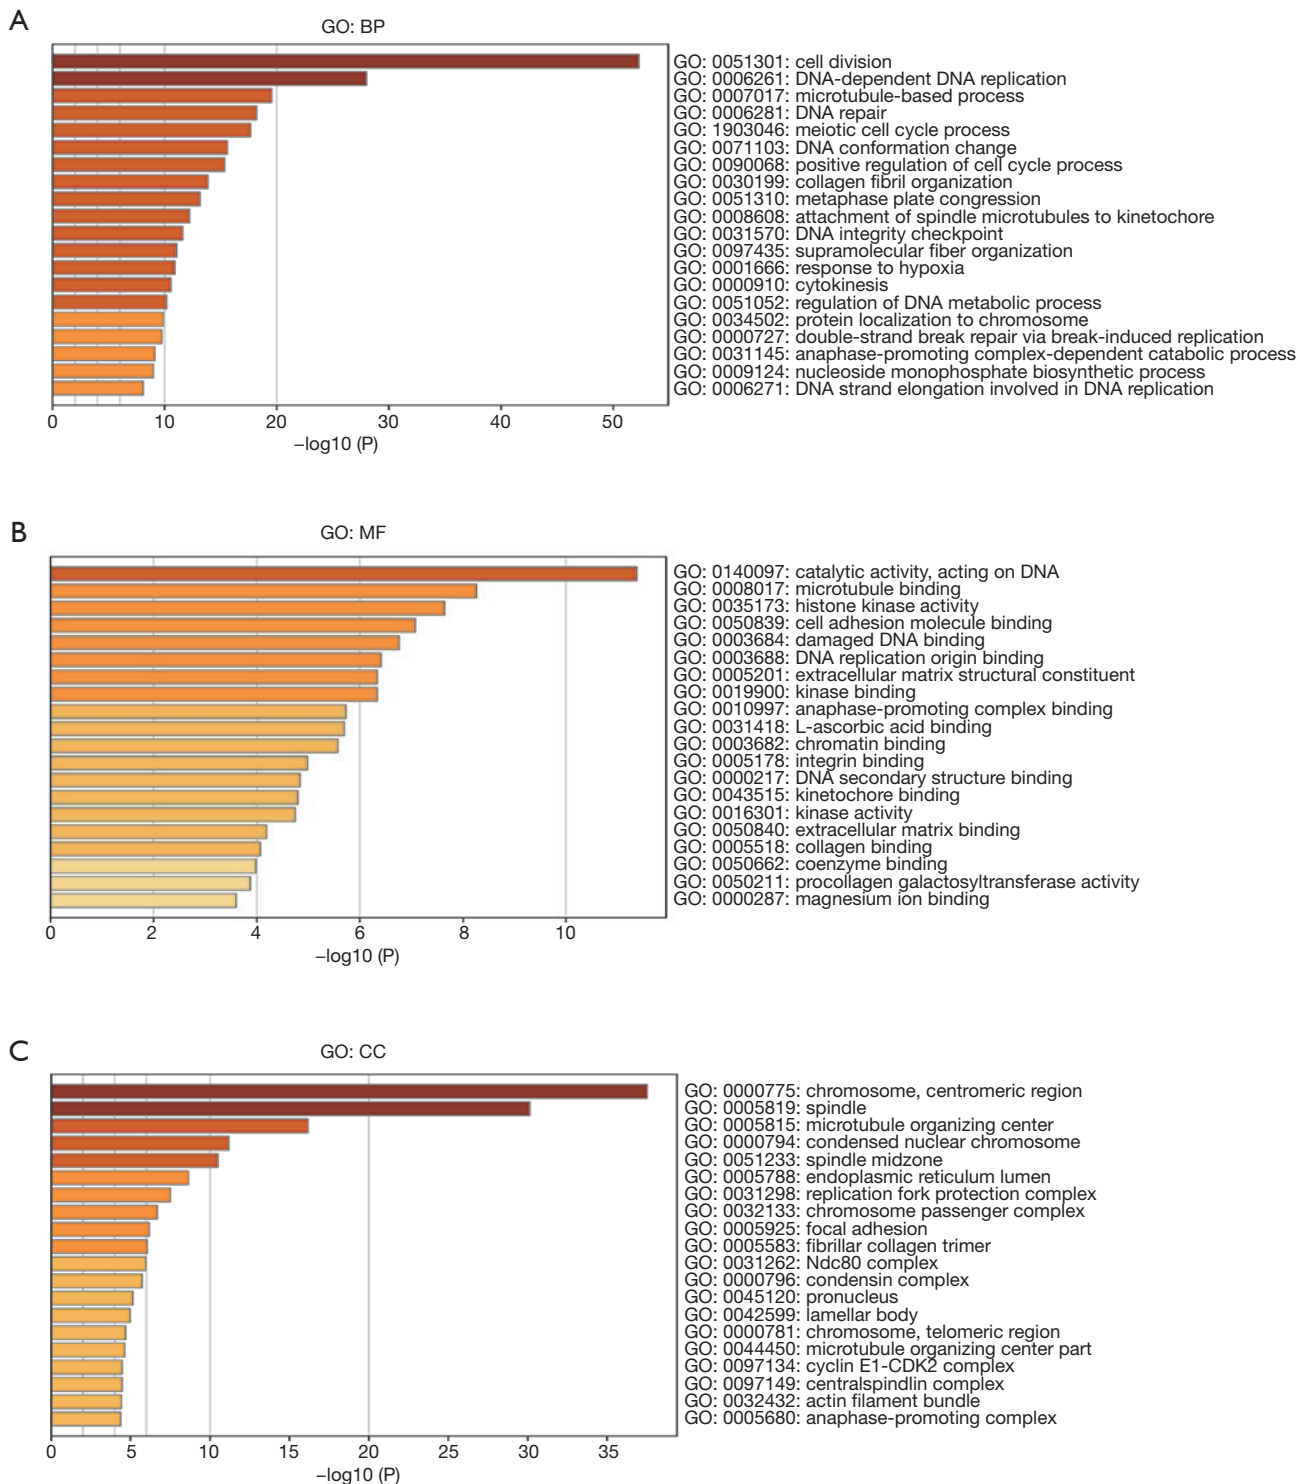 A
GO: BP
GO: 0051301: cell division
GO: 0006261: DNA-dependent DNA replication
GO: 0007017: microtubule-based process
GO: 0006281: DNA repair
GO: 1903046: meiotic cell cycle process
GO: 0071103: DNA conformation change
GO: 0090068: positive regulation of cell cycle process
GO: 0030199: collagen fibril organization
GO: 0051310: metaphase plate congression
GO: 0008608: attachment of spindle microtubules to kinetochore
GO: 0031570: DNA integrity checkpoint
GO: 0097435: supramolecular fiber organization
GO: 0001666: response to hypoxia
GO: 0000910: cytokinesis
GO: 0051052: regulation of DNA metabolic process
GO: 0034502: protein localization to chromosome
GO: 0000727: double-strand break repair via break-induced replication
GO: 0031145: anaphase-promoting complex-dependent catabolic process
GO: 0009124: nucleoside monophosphate biosynthetic process
GO: 0006271: DNA strand elongation involved in DNA replication
0 10 20 30 40 50
−log10 (P)
B
GO: MF
GO: 0140097: catalytic activity, acting on DNA
GO: 0008017: microtubule binding
GO: 0035173: histone kinase activity
GO: 0050839: cell adhesion molecule binding
GO: 0003684: damaged DNA binding
GO: 0003688: DNA replication origin binding
GO: 0005201: extracellular matrix structural constituent
GO: 0019900: kinase binding
GO: 0010997: anaphase-promoting complex binding
GO: 0031418: L-ascorbic acid binding
GO: 0003682: chromatin binding
GO: 0005178: integrin binding
GO: 0000217: DNA secondary structure binding
GO: 0043515: kinetochore binding
GO: 0016301: kinase activity
GO: 0050840: extracellular matrix binding
GO: 0005518: collagen binding
GO: 0050662: coenzyme binding
GO: 0050211: procollagen galactosyltransferase activity
GO: 0000287: magnesium ion binding
0 2 4 6 8 10
−log10 (P)
C
GO: CC
GO: 0000775: chromosome, centromeric region
GO: 0005819: spindle
GO: 0005815: microtubule organizing center
GO: 0000794: condensed nuclear chromosome
GO: 0051233: spindle midzone
GO: 0005788: endoplasmic reticulum lumen
GO: 0031298: replication fork protection complex
GO: 0032133: chromosome passenger complex
GO: 0005925: focal adhesion
GO: 0005583: fibrillar collagen trimer
GO: 0031262: Ndc80 complex
GO: 0000796: condensin complex
GO: 0045120: pronucleus
GO: 0042599: lamellar body
GO: 0000781: chromosome, telomeric region
GO: 0044450: microtubule organizing center part
GO: 0097134: cyclin E1-CDK2 complex
GO: 0097149: centralspindlin complex
GO: 0032432: actin filament bundle
GO: 0005680: anaphase-promoting complex
0 5 10 15 20 25 30 35
−log10 (P)